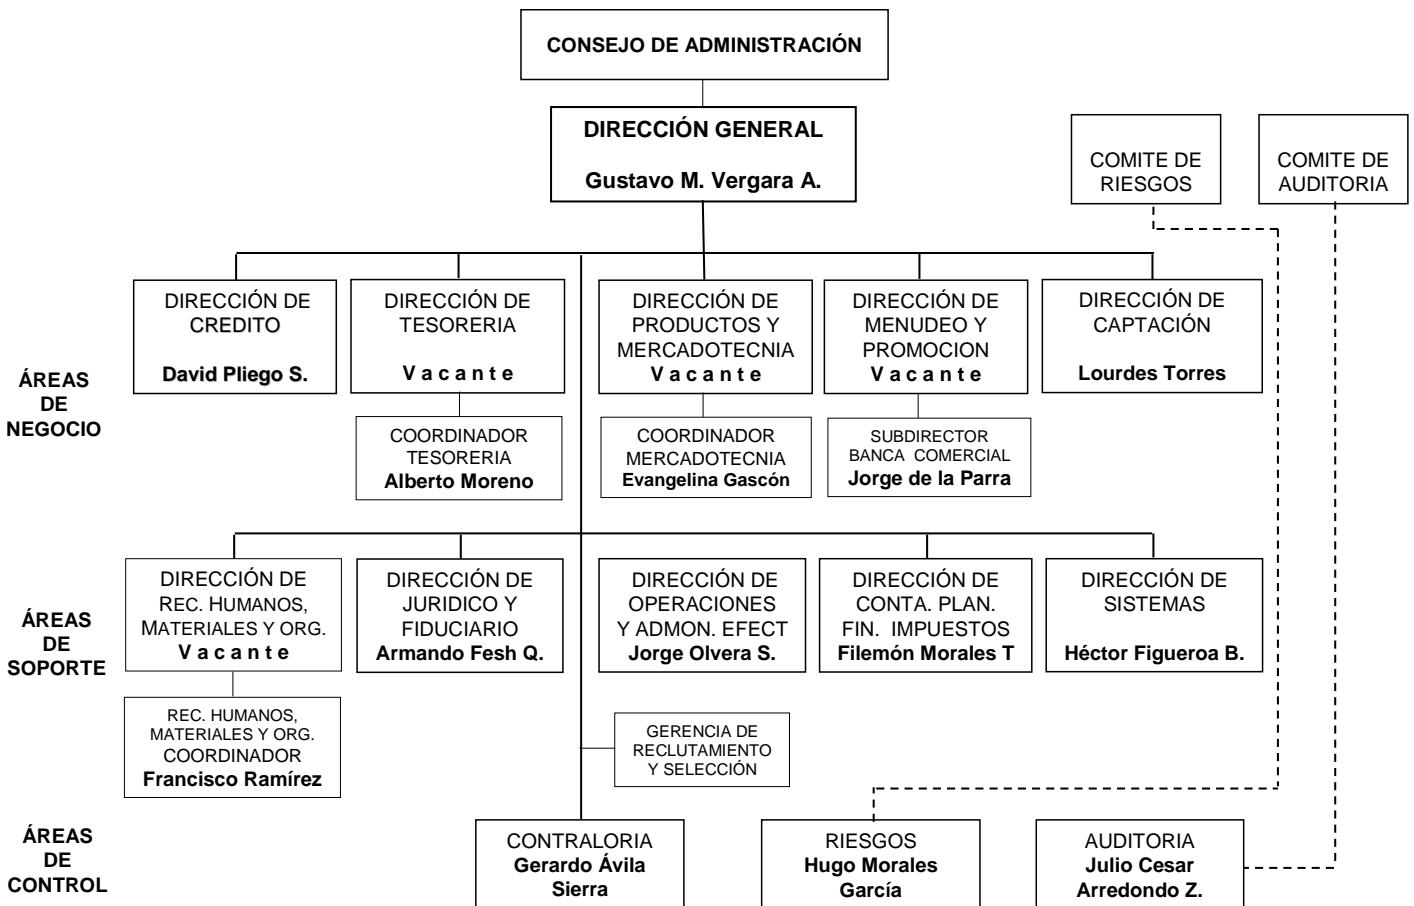 CONSEJO DE ADMINISTRACIÓN
DIRECCIÓN GENERAL
Gustavo M. Vergara A.
COMITE DE
RIESGOS
COMITE DE
AUDITORIA
ÁREAS
DE
NEGOCIO
DIRECCIÓN DE
CREDITO
David Pliego S.
DIRECCIÓN DE
TESORERIA
V a c a n t e
DIRECCIÓN DE
PRODUCTOS Y
MERCADOTECNIA
V a c a n t e
DIRECCIÓN DE
MENUDEO Y
PROMOCION
V a c a n t e
DIRECCIÓN DE
CAPTACIÓN
Lourdes Torres
COORDINADOR
TESORERIA
Alberto Moreno
COORDINADOR
MERCADOTECNIA
Evangelina Gascón
SUBDIRECTOR
BANCA COMERCIAL
Jorge de la Parra
ÁREAS
DE
SOPORTE
DIRECCIÓN DE
REC. HUMANOS,
MATERIALES Y ORG.
V a c a n t e
DIRECCIÓN DE
JURIDICO Y
FIDUCIARIO
Armando Fesh Q.
DIRECCIÓN DE
OPERACIONES
Y ADMON. EFECT
Jorge Olvera S.
DIRECCIÓN DE
CONTA. PLAN.
FIN. IMPUESTOS
Filemón Morales T
DIRECCIÓN DE
SISTEMAS
Héctor Figueroa B.
REC. HUMANOS,
MATERIALES Y ORG.
COORDINADOR
Francisco Ramírez
GERENCIA DE
RECLUTAMIENTO
Y SELECCIÓN
ÁREAS
DE
CONTROL
CONTRALORIA
Gerardo Ávila
Sierra
RIESGOS
Hugo Morales
García
AUDITORIA
Julio Cesar
Arredondo Z.